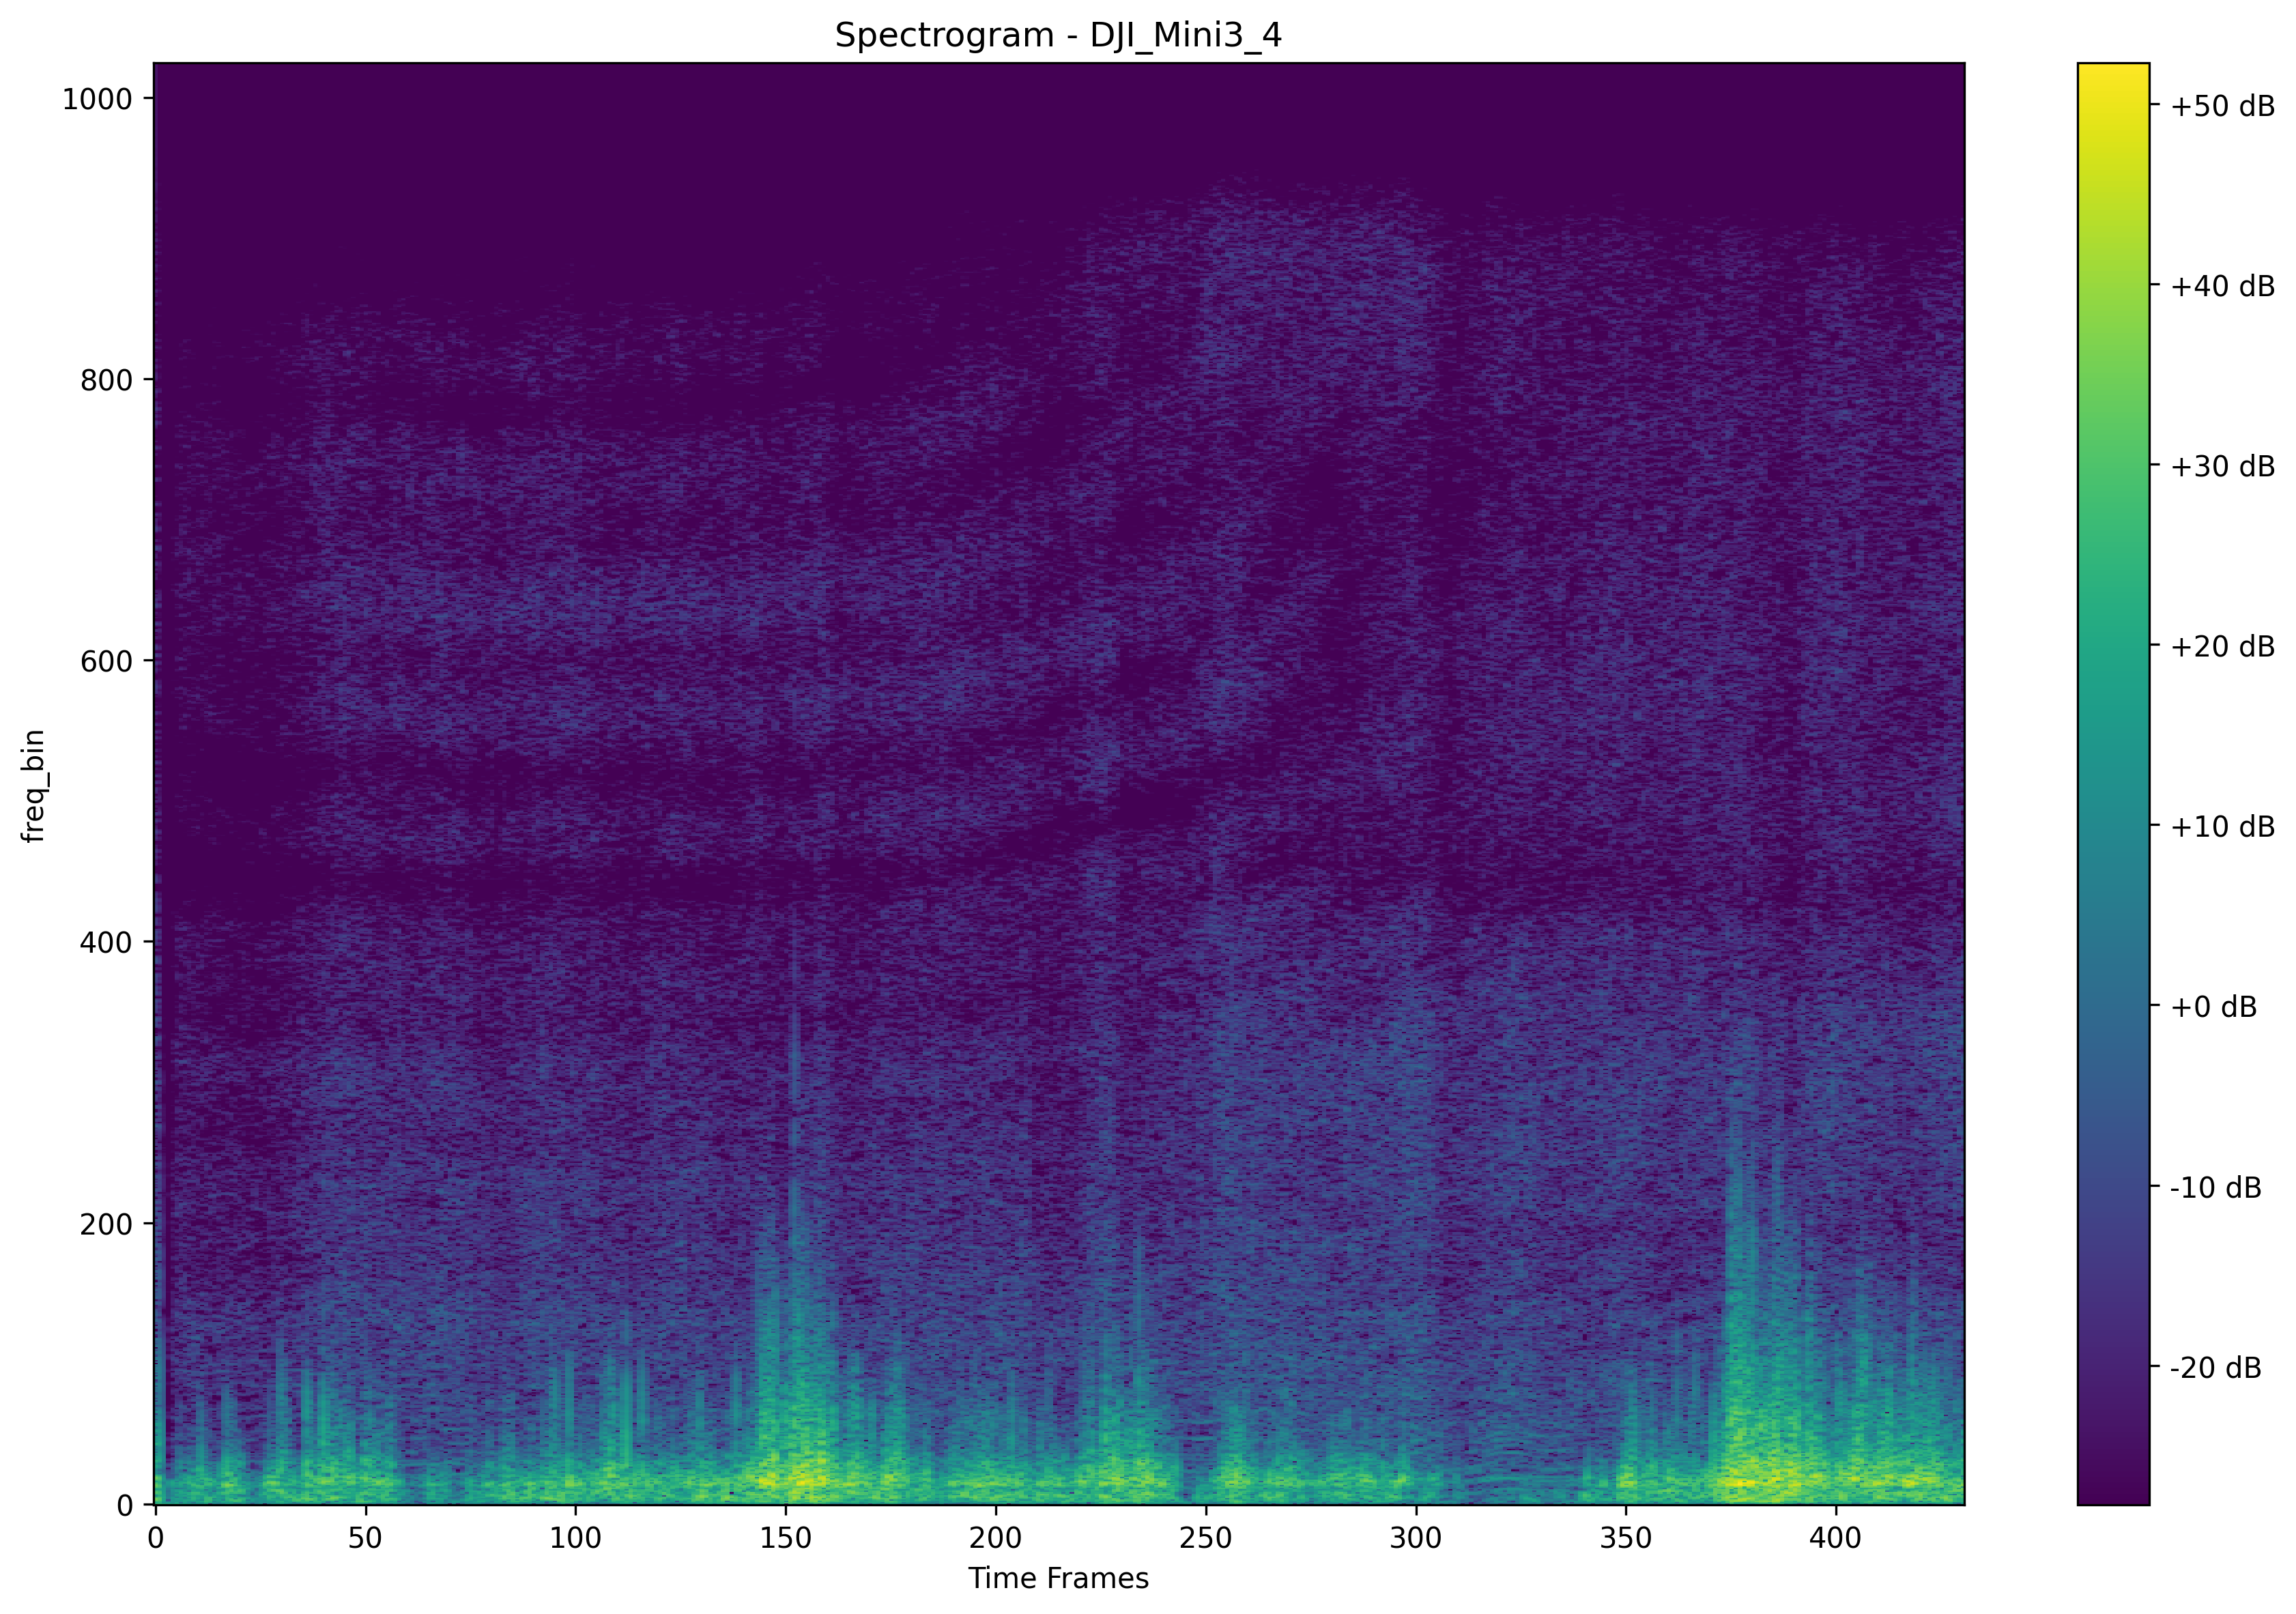 Spectrogram - DJI_Mini3_4
1000
800
600
400
200
0
freq_bin
0 50 100 150 200 250 300 350 400
Time Frames
+50 dB
+40 dB
+30 dB
+20 dB
+10 dB
+0 dB
-10 dB
-20 dB